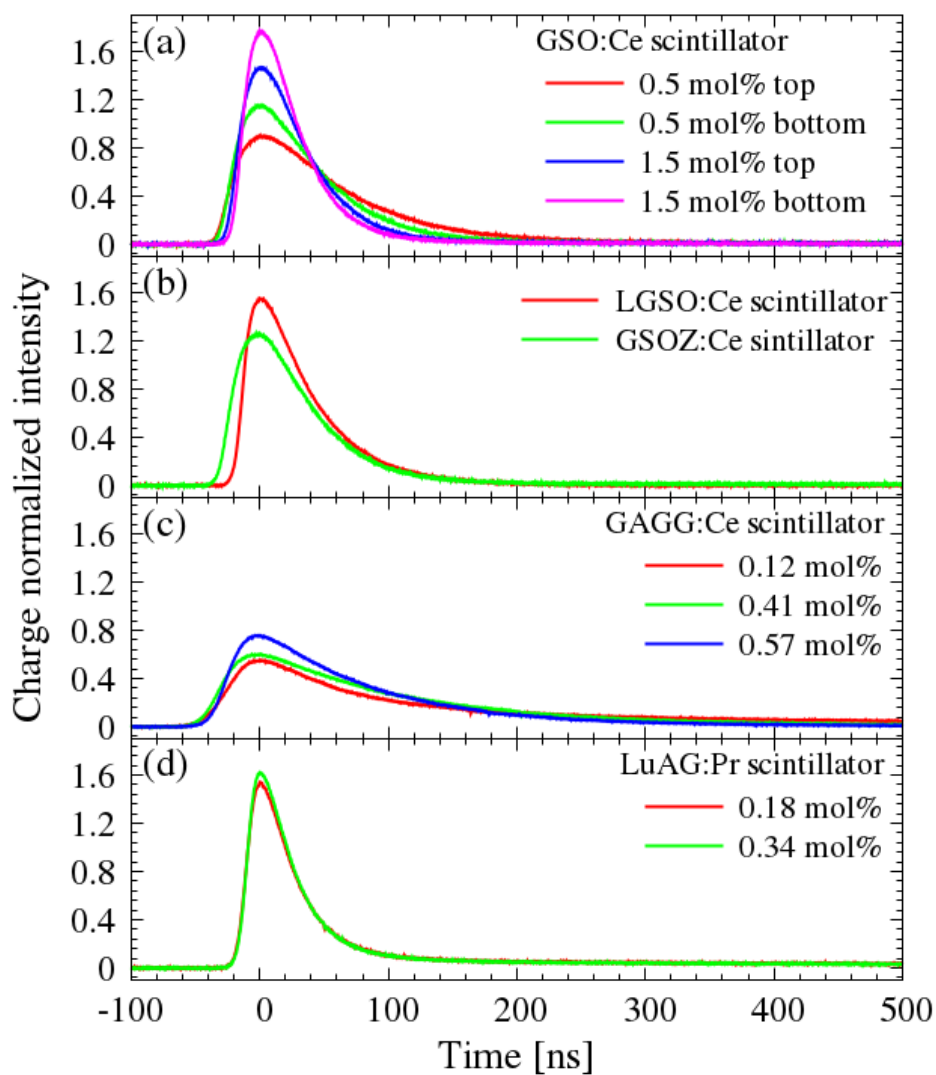 (a)
GSO:Ce scintillator
0.5 mol% top
0.5 mol% bottom
1.5 mol% top
1.5 mol% bottom
1.6
1.2
0.8
0.4
0
(b)
LGSO:Ce scintillator
GSOZ:Ce sintillator
1.6
1.2
0.8
0.4
0
(c)
GAGG:Ce scintillator
0.12 mol%
0.41 mol%
0.57 mol%
1.6
1.2
0.8
0.4
0
(d)
LuAG:Pr scintillator
0.18 mol%
0.34 mol%
1.6
1.2
0.8
0.4
0
-100 0 100 200 300 400 500
Time [ns]
Charge normalized intensity